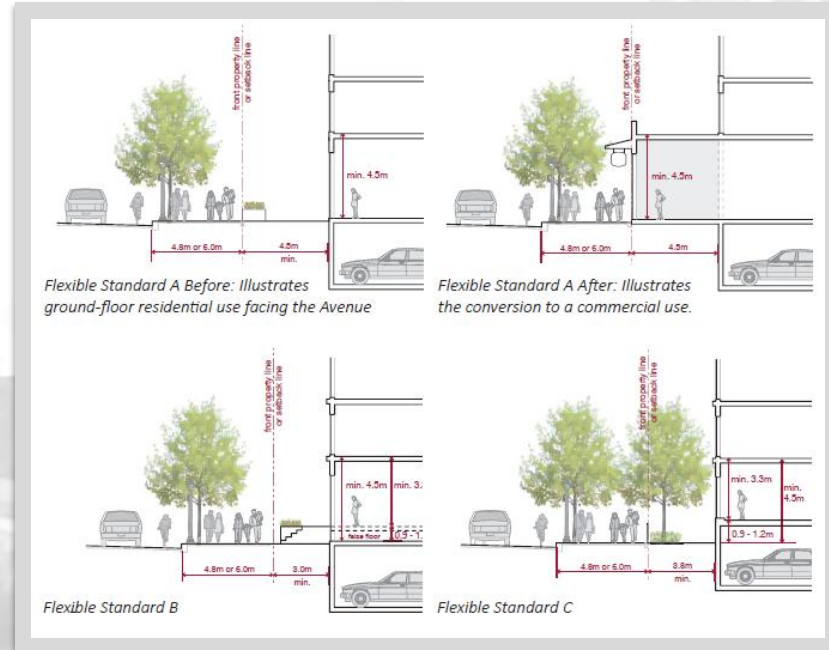 front property line
or setback line
min. 4.5m
4.8m or 6.0m
4.5m
min.
Flexible Standard A Before: Illustrates
ground-floor residential use facing the Avenue
front property line
or setback line
min. 4.5m
4.8m or 6.0m
4.5m
Flexible Standard A After: Illustrates
the conversion to a commercial use.
front property line
or setback line
min. 4.5m
min. 3.
false floor
0.9 - 1.
4.8m or 6.0m
3.0m
min.
Flexible Standard B
front property line
or setback line
min. 3.3m
min.
4.5m
0.9 - 1.2m
4.8m or 6.0m
3.8m
min.
Flexible Standard C